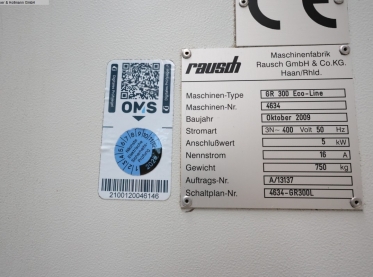 CE
rausch
Maschinenfabrik
Rausch GmbH & Co.KG.
Haan/Rhld.
Maschinen-Type GR 300 Eco-Line
Maschinen-Nr. 4634
Baujahr Oktober 2009
Stromart 3N~ 400 Volt 50 Hz
Anschlußwert 5 kW
Nennstrom 16 A
Gewicht 750 kg
Auftrags-Nr. A/13137
Schaltplan-Nr. 4634-GR300L
OMS
2100120046146